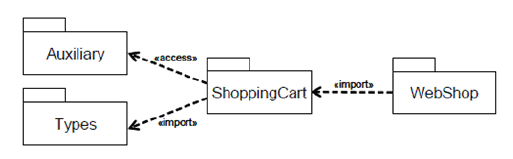 Auxiliary
«access»
ShoppingCart
«import»
WebShop
Types
«import»